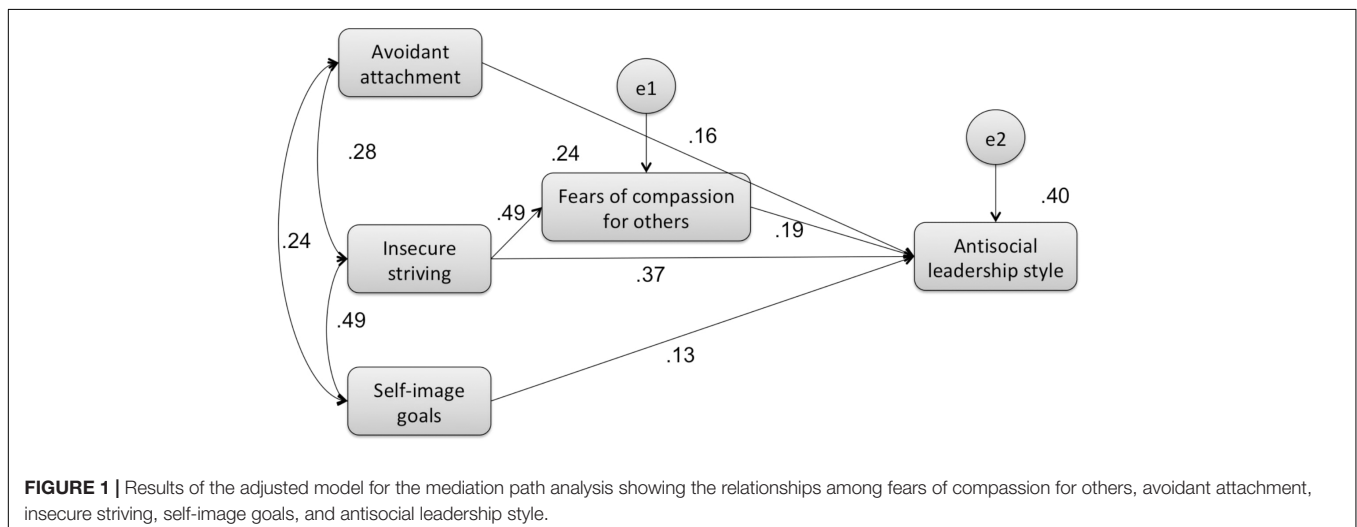 Avoidant
attachment
e1
.16
e2
.28
.24
.40
Fears of compassion
for others
.49
.19
.24
Insecure
striving
.37
Antisocial
leadership style
.49
.13
Self-image
goals
FIGURE 1 | Results of the adjusted model for the mediation path analysis showing the relationships among fears of compassion for others, avoidant attachment,
insecure striving, self-image goals, and antisocial leadership style.